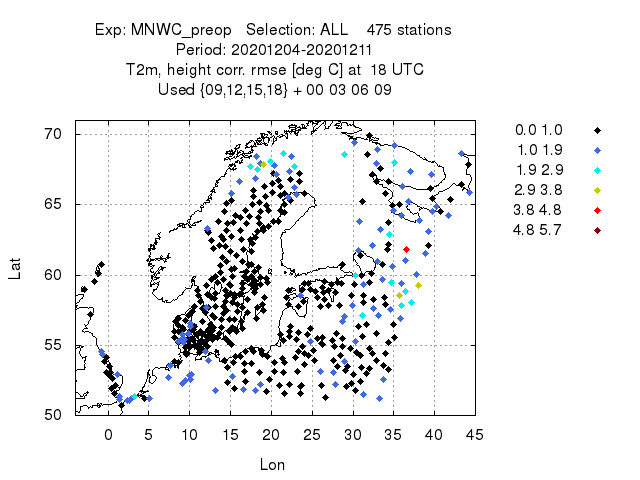 Exp: MNWC_preop   Selection: ALL    475 stations
Period: 20201204-20201211
T2m, height corr. rmse [deg C] at  18 UTC
Used {09,12,15,18} + 00 03 06 09
70
65
60
55
50
0 5 10 15 20 25 30 35 40 45
Lat
Lon
0.0 1.0
1.0 1.9
1.9 2.9
2.9 3.8
3.8 4.8
4.8 5.7